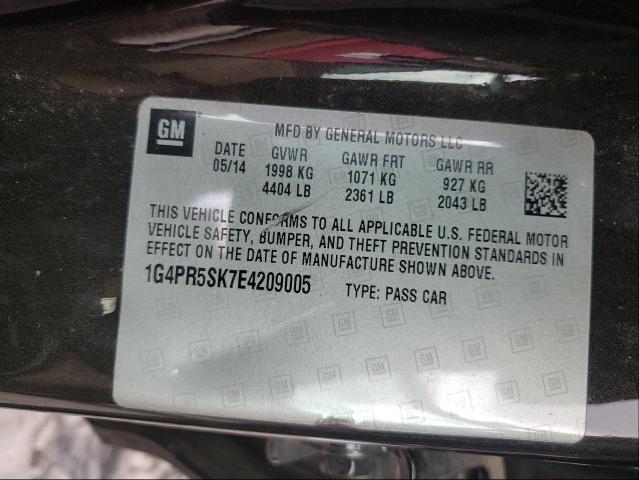 GM ®
MFD BY GENERAL MOTORS LLC
DATE GVWR GAWR FRT GAWR RR
05/14 1998 KG 1071 KG 927 KG
4404 LB 2361 LB 2043 LB
THIS VEHICLE CONFORMS TO ALL APPLICABLE U.S. FEDERAL MOTOR
VEHICLE SAFETY, BUMPER, AND THEFT PREVENTION STANDARDS IN
EFFECT ON THE DATE OF MANUFACTURE SHOWN ABOVE.
1G4PR5SK7E4209005 TYPE: PASS CAR